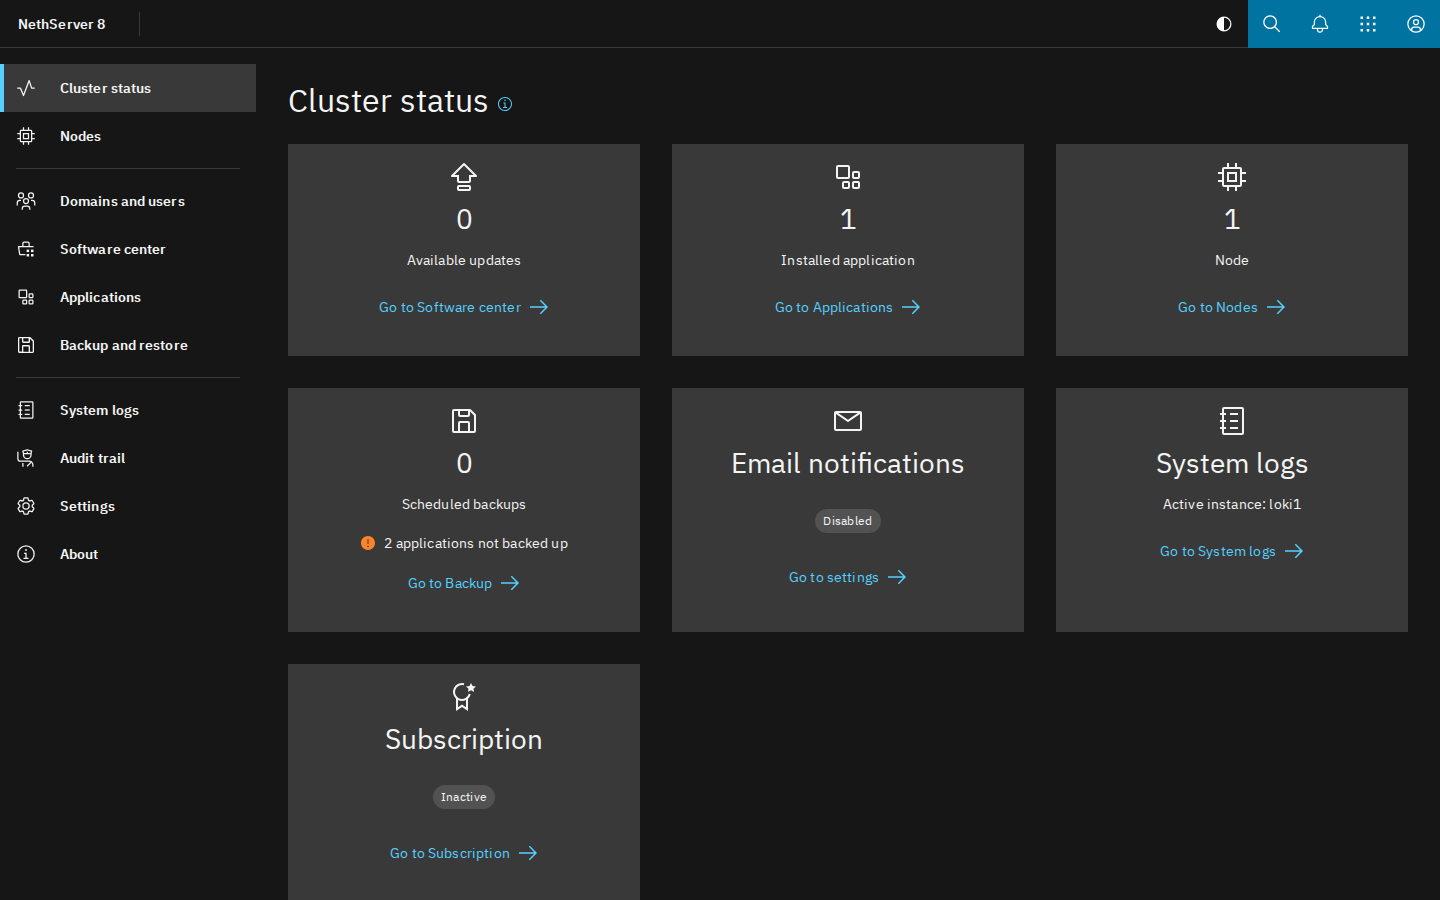 NethServer 8
Cluster status
Nodes
Domains and users
Software center
Applications
Backup and restore
System logs
Audit trail
Settings
About
Cluster status
0
Available updates
Go to Software center
1
Installed application
Go to Applications
1
Node
Go to Nodes
0
Scheduled backups
2 applications not backed up
Go to Backup
Email notifications
Disabled
Go to settings
System logs
Active instance: loki1
Go to System logs
Subscription
Inactive
Go to Subscription